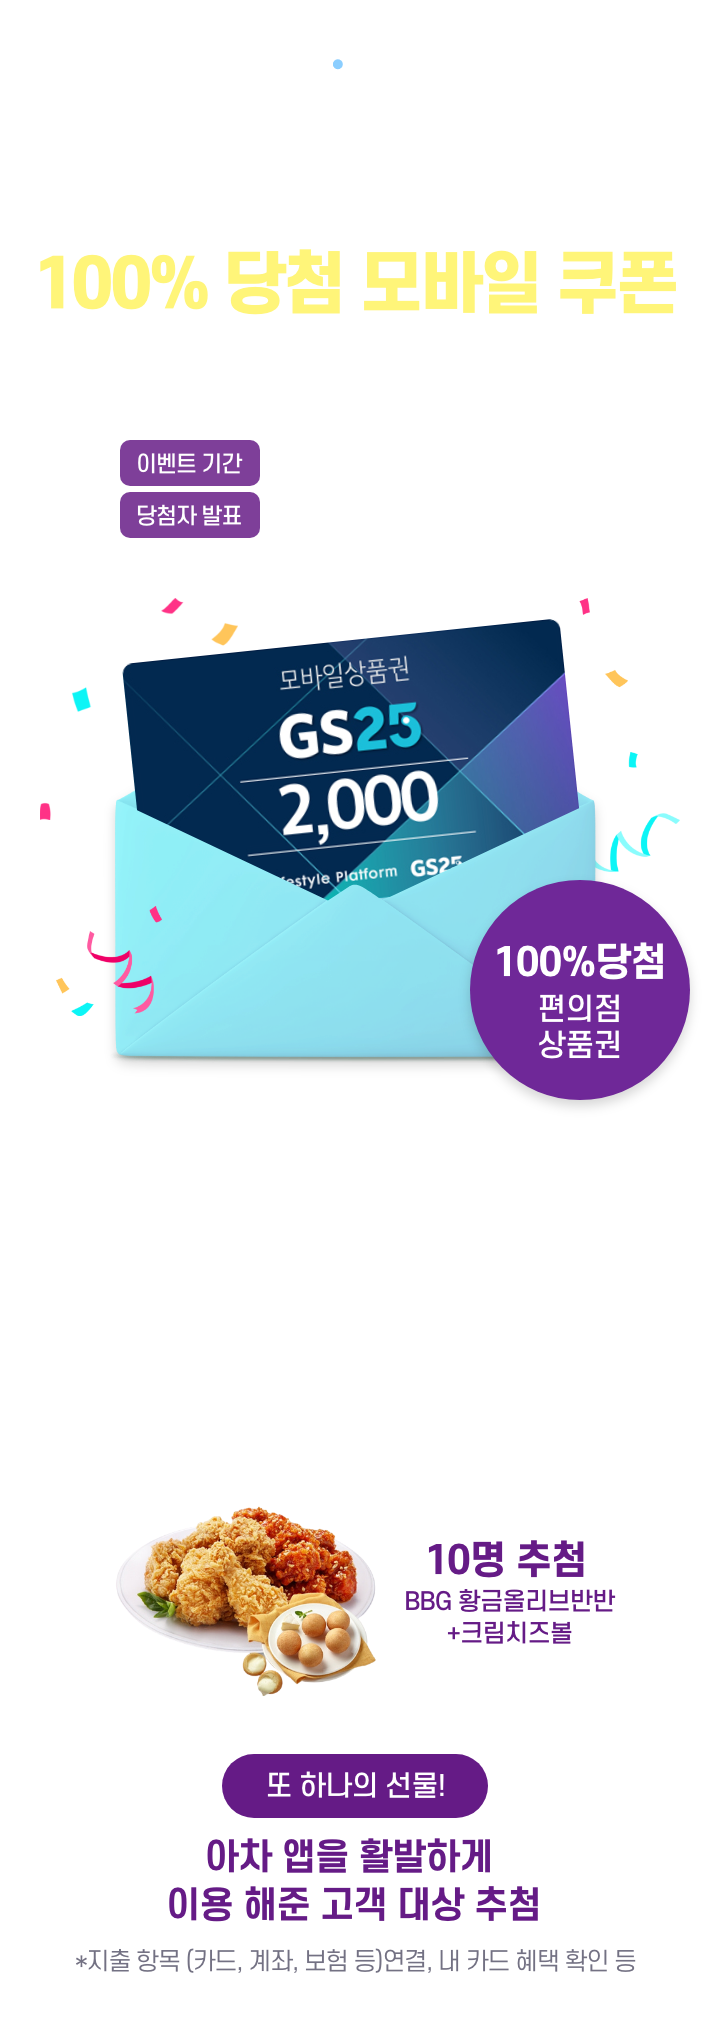 100% 당첨 모바일 쿠폰
이벤트 기간
당첨자 발표
모바일상품권
GS25
2,000
Platform GS25
100%당첨
편의점
상품권
10명 추첨
BBG 황금올리브반반
+크림치즈볼
또 하나의 선물!
아차 앱을 활발하게
이용 해준 고객 대상 추첨
*지출 항목 (카드, 계좌, 보험 등)연결, 내 카드 혜택 확인 등